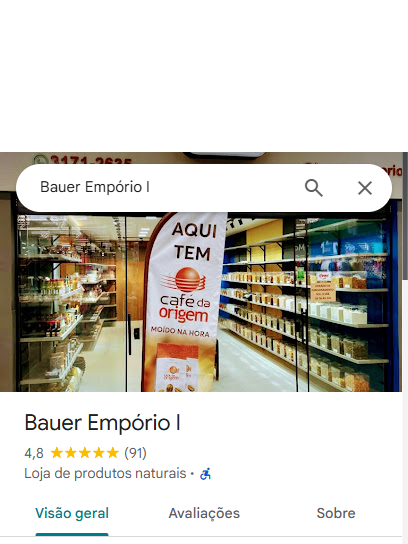 3171-2635
Bauer Empório I
AQUI
TEM
café da
origem
MOÍDO NA HORA
Bauer Empório I
4,8 (91)
Loja de produtos naturais ·
Visão geral
Avaliações
Sobre